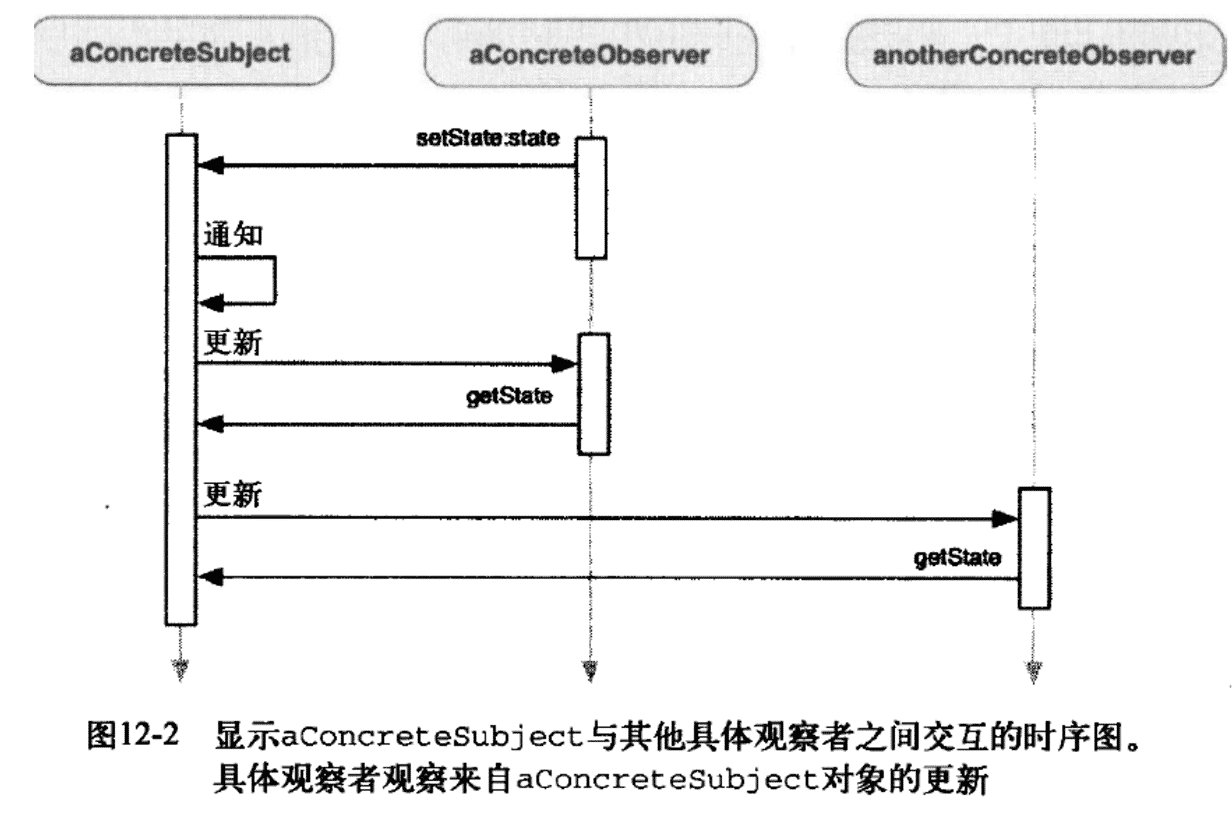 aConcreteSubject
aConcreteObserver
anotherConcreteObserver
setState:state
通知
更新
getState
更新
getState
图12-2 显示aConcreteSubject与其他具体观察者之间交互的时序图。
具体观察者观察来自aConcreteSubject对象的更新